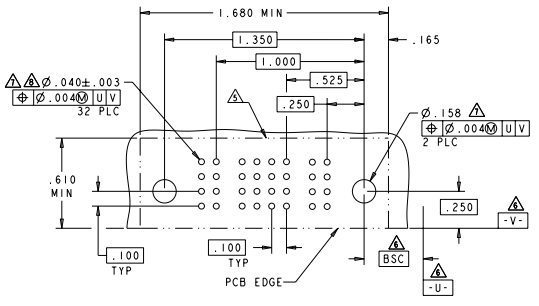 1.680 MIN
1.350
.165
1.000
.525
.250
7 8 Ø.040±.003
⌖ Ø.004Ⓜ U V
32 PLC
5
Ø.158 7
⌖ Ø.004Ⓜ U V
2 PLC
.610
MIN
.250
6
-V-
.100
TYP
.100
TYP
6
BSC
6
-U-
PCB EDGE